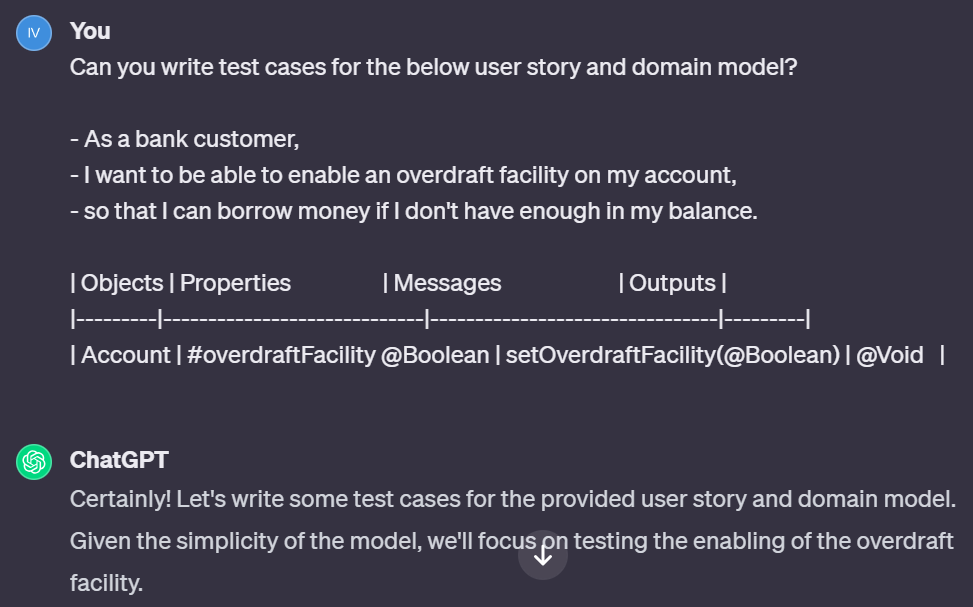 IV
You
Can you write test cases for the below user story and domain model?
- As a bank customer,
- I want to be able to enable an overdraft facility on my account,
- so that I can borrow money if I don't have enough in my balance.
| Objects | Properties | Messages | Outputs |
|---------|-----------------------------|--------------------------------|---------|
| Account | #overdraftFacility @Boolean | setOverdraftFacility(@Boolean) | @Void |
ChatGPT
Certainly! Let's write some test cases for the provided user story and domain model.
Given the simplicity of the model, we'll focus on testing the enabling of the overdraft
facility.